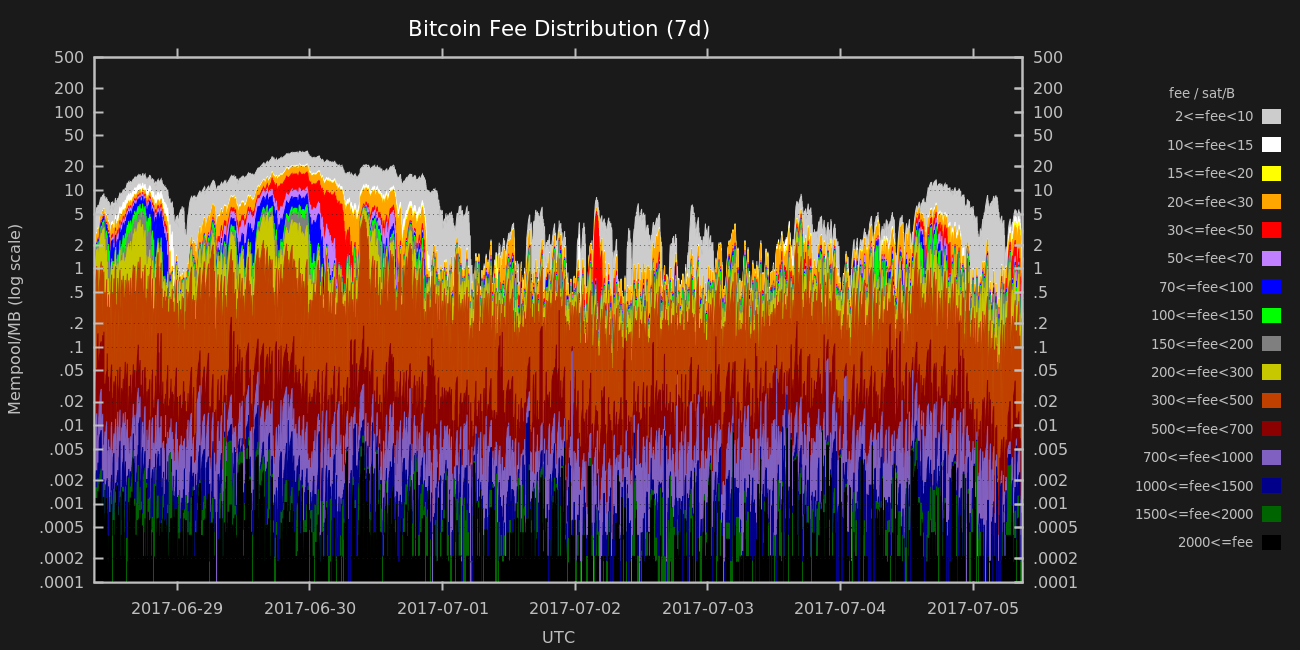 Bitcoin Fee Distribution (7d)
500
200
100
50
20
10
5
2
1
.5
.2
.1
.05
.02
.01
.005
.002
.001
.0005
.0002
.0001
Mempool/MB (log scale)
500
200
100
50
20
10
5
2
1
.5
.2
.1
.05
.02
.01
.005
.002
.001
.0005
.0002
.0001
2017-06-29 2017-06-30 2017-07-01 2017-07-02 2017-07-03 2017-07-04 2017-07-05
UTC
fee / sat/B
2<=fee<10
10<=fee<15
15<=fee<20
20<=fee<30
30<=fee<50
50<=fee<70
70<=fee<100
100<=fee<150
150<=fee<200
200<=fee<300
300<=fee<500
500<=fee<700
700<=fee<1000
1000<=fee<1500
1500<=fee<2000
2000<=fee